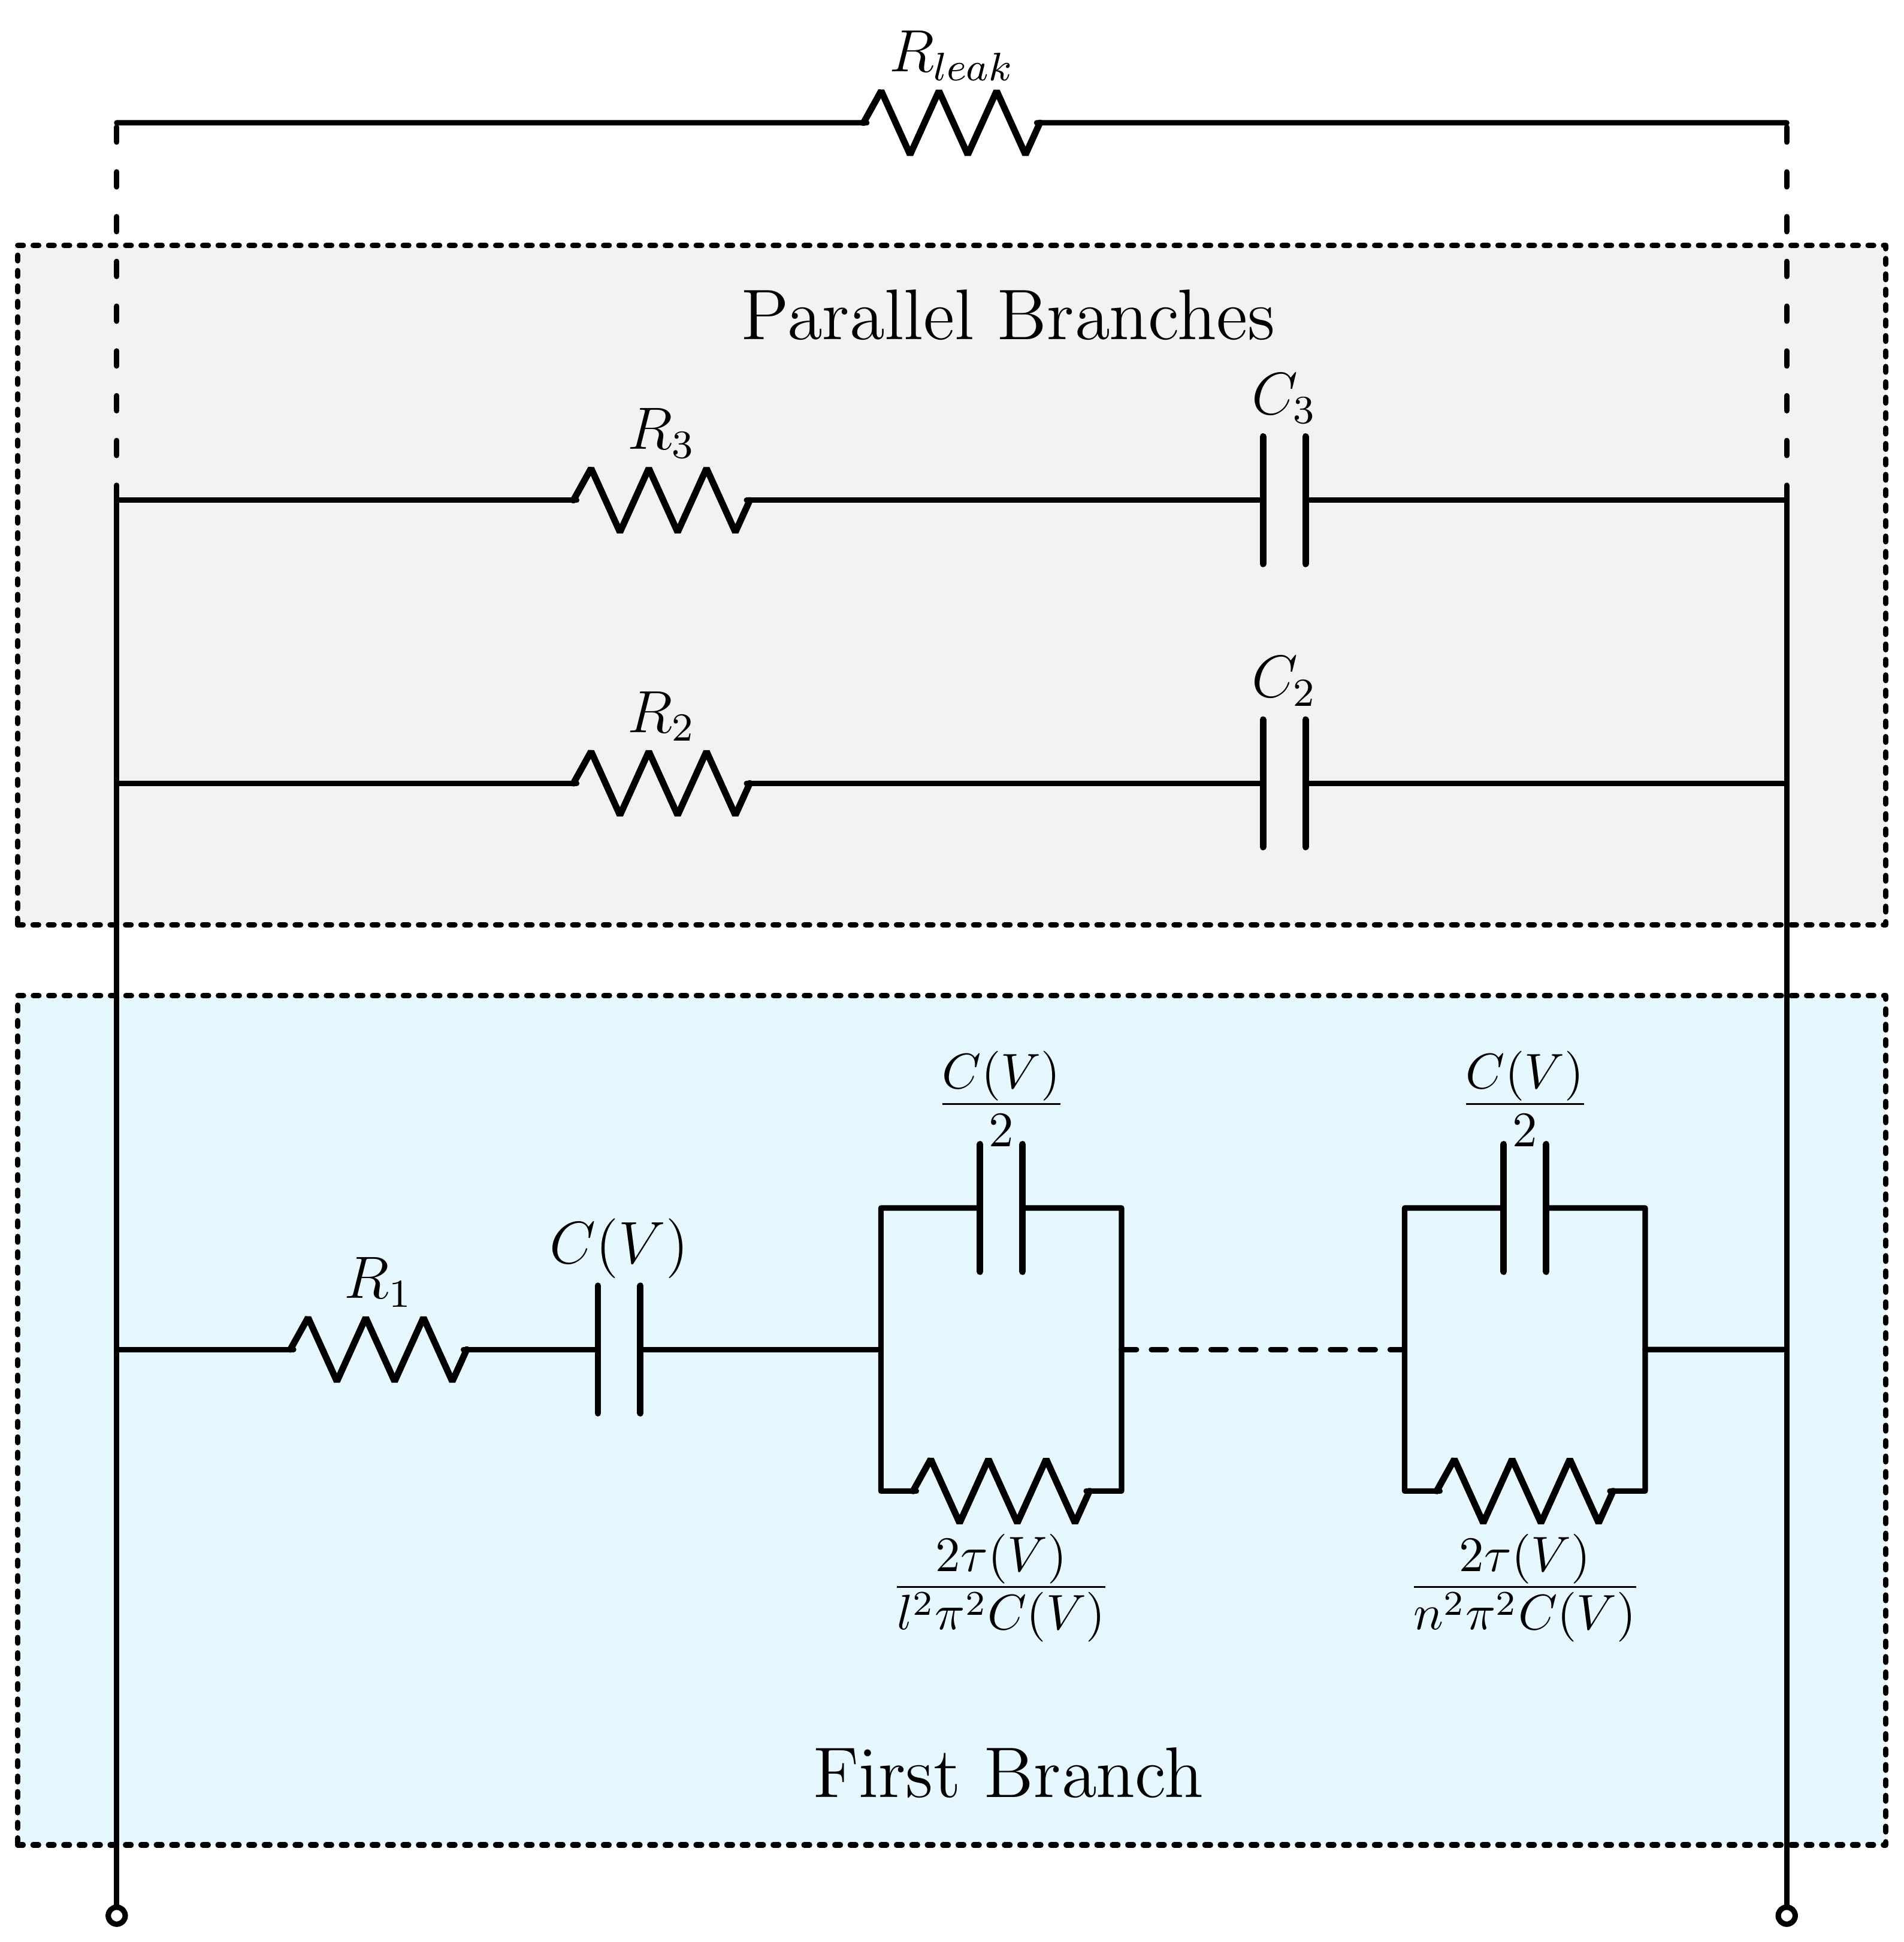 R_{leak}
Parallel Branches
R_3
C_3
R_2
C_2
R_1
C(V)
\frac{C(V)}{2}
\frac{C(V)}{2}
\frac{2\tau(V)}{l^2\pi^2C(V)}
\frac{2\tau(V)}{n^2\pi^2C(V)}
First Branch